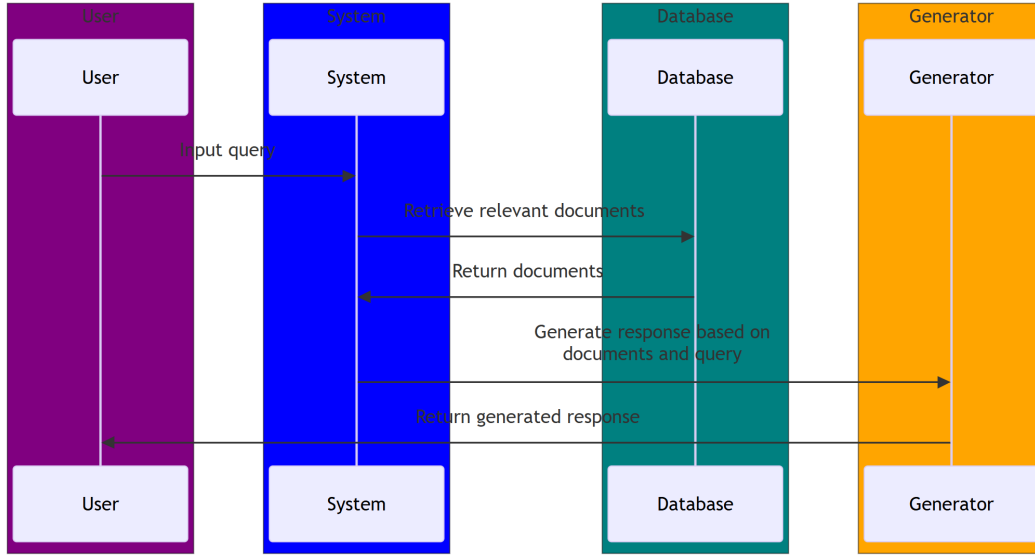 User
System
Database
Generator
User
System
Database
Generator
Input query
Retrieve relevant documents
Return documents
Generate response based on
documents and query
Return generated response
User
System
Database
Generator